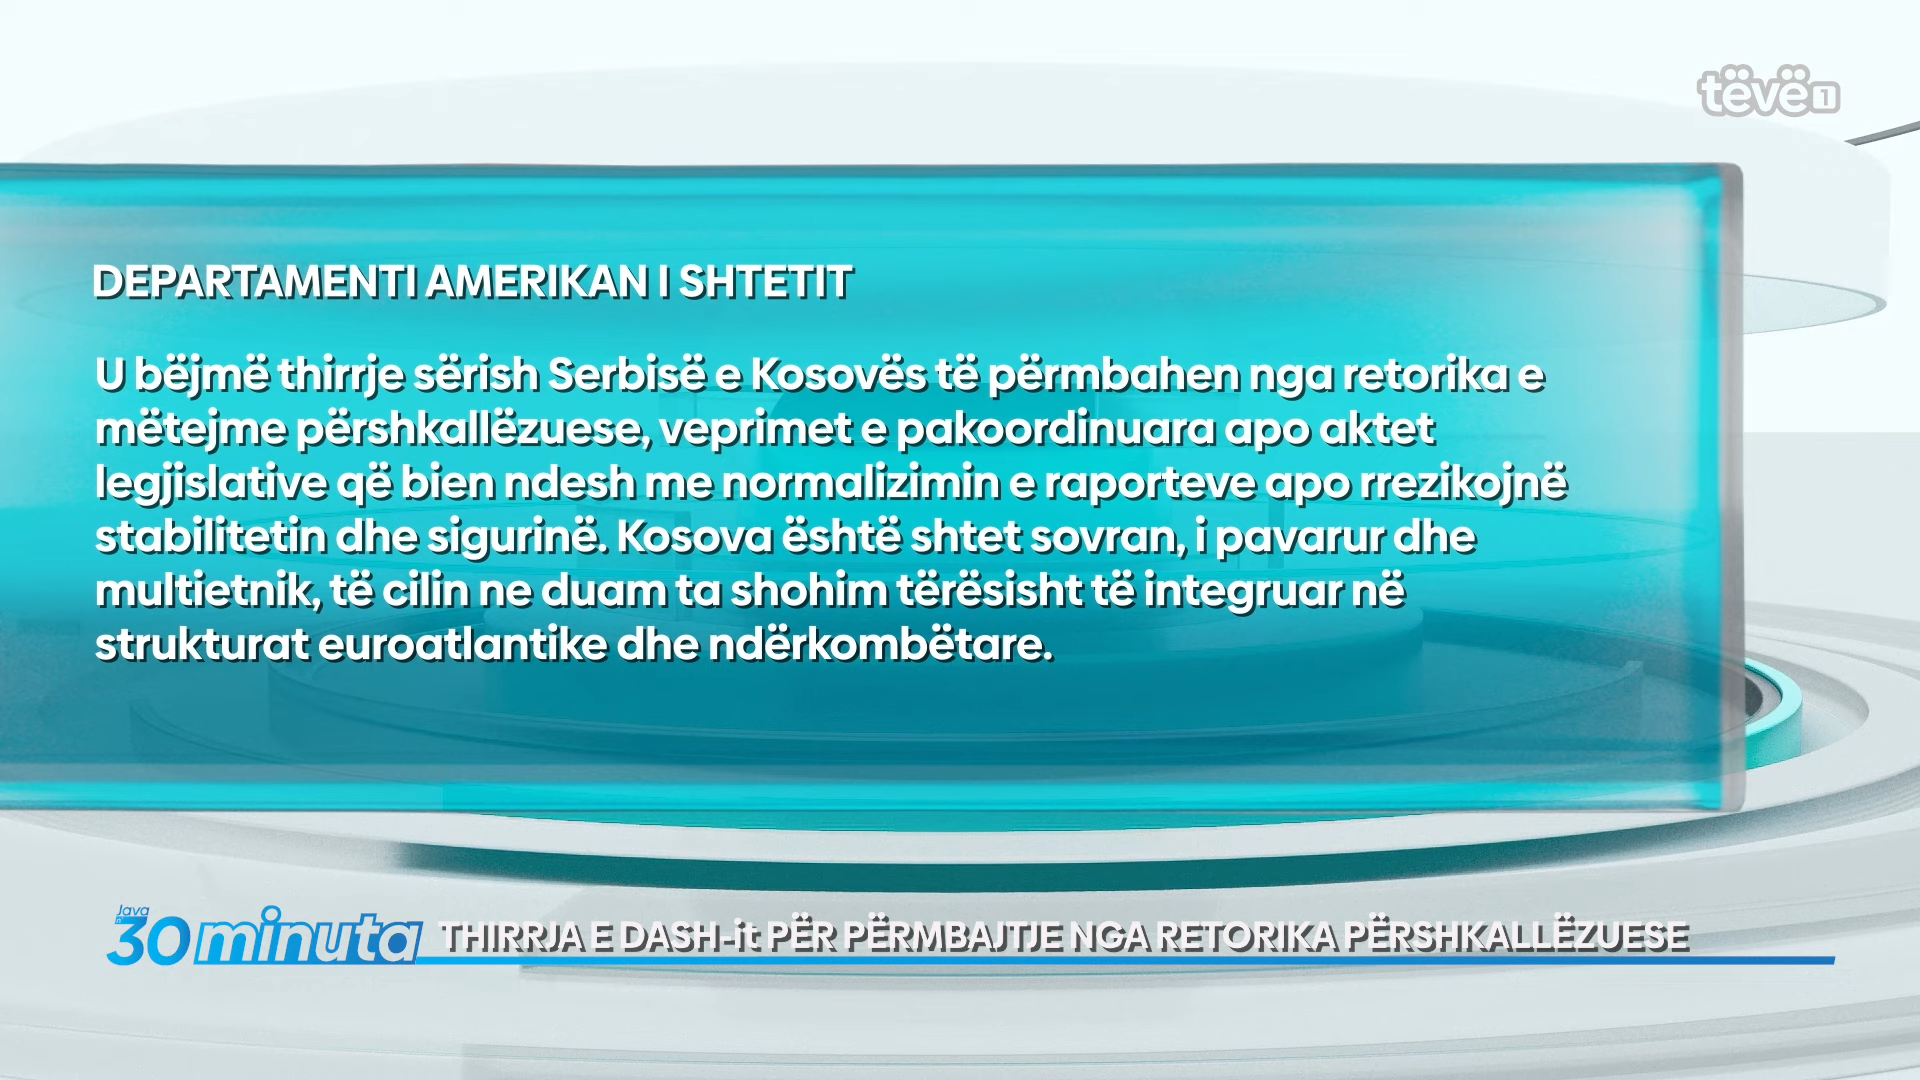 tëvë1
DEPARTAMENTI AMERIKAN I SHTETIT
U bëjmë thirrje sërish Serbisë e Kosovës të përmbahen nga retorika e
mëtejme përshkallëzuese, veprimet e pakoordinuara apo aktet
legjislative që bien ndesh me normalizimin e raporteve apo rrezikojnë
stabilitetin dhe sigurinë. Kosova është shtet sovran, i pavarur dhe
multietnik, të cilin ne duam ta shohim tërësisht të integruar në
strukturat euroatlantike dhe ndërkombëtare.
Java
n'30 minuta
THIRRJA E DASH-it PËR PËRMBAJTJE NGA RETORIKA PËRSHKALLËZUESE